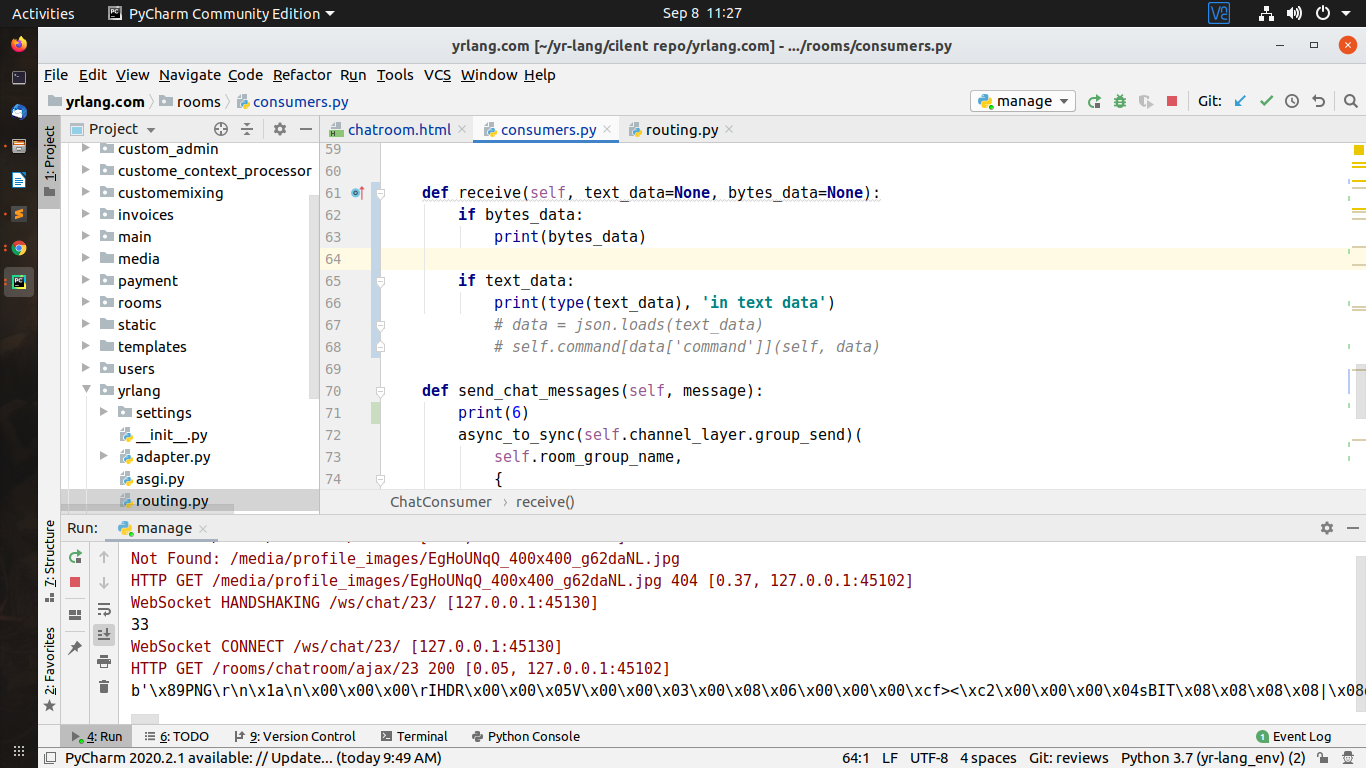 Activities PyCharm Community Edition Sep 8 11:27
yrlang.com [~/yr-lang/cilent repo/yrlang.com] - .../rooms/consumers.py
File Edit View Navigate Code Refactor Run Tools VCS Window Help
yrlang.com rooms consumers.py manage Git:
1: Project
Project
chatroom.html consumers.py routing.py
custom_admin
custome_context_processor
customemixing
invoices
main
media
payment
rooms
static
templates
users
yrlang
settings
__init__.py
adapter.py
asgi.py
routing.py
59
60
61 def receive(self, text_data=None, bytes_data=None):
62 if bytes_data:
63 print(bytes_data)
64
65 if text_data:
66 print(type(text_data), 'in text data')
67 # data = json.loads(text_data)
68 # self.command[data['command']](self, data)
69
70 def send_chat_messages(self, message):
71 print(6)
72 async_to_sync(self.channel_layer.group_send)(
73 self.room_group_name,
74 {
ChatConsumer › receive()
7: Structure
2: Favorites
Run: manage
Not Found: /media/profile_images/EgHoUNqQ_400x400_g62daNL.jpg
HTTP GET /media/profile_images/EgHoUNqQ_400x400_g62daNL.jpg 404 [0.37, 127.0.0.1:45102]
WebSocket HANDSHAKING /ws/chat/23/ [127.0.0.1:45130]
33
WebSocket CONNECT /ws/chat/23/ [127.0.0.1:45130]
HTTP GET /rooms/chatroom/ajax/23 200 [0.05, 127.0.0.1:45102]
b'\x89PNG\r\n\x1a\n\x00\x00\x00\rIHDR\x00\x00\x05V\x00\x00\x03\x00\x08\x06\x00\x00\x00\xcf><\xc2\x00\x00\x00\x04sBIT\x08\x08\x08\x08|\x08
4: Run 6: TODO 9: Version Control Terminal Python Console 1 Event Log
PyCharm 2020.2.1 available: // Update... (today 9:49 AM) 64:1 LF UTF-8 4 spaces Git: reviews Python 3.7 (yr-lang_env) (2)